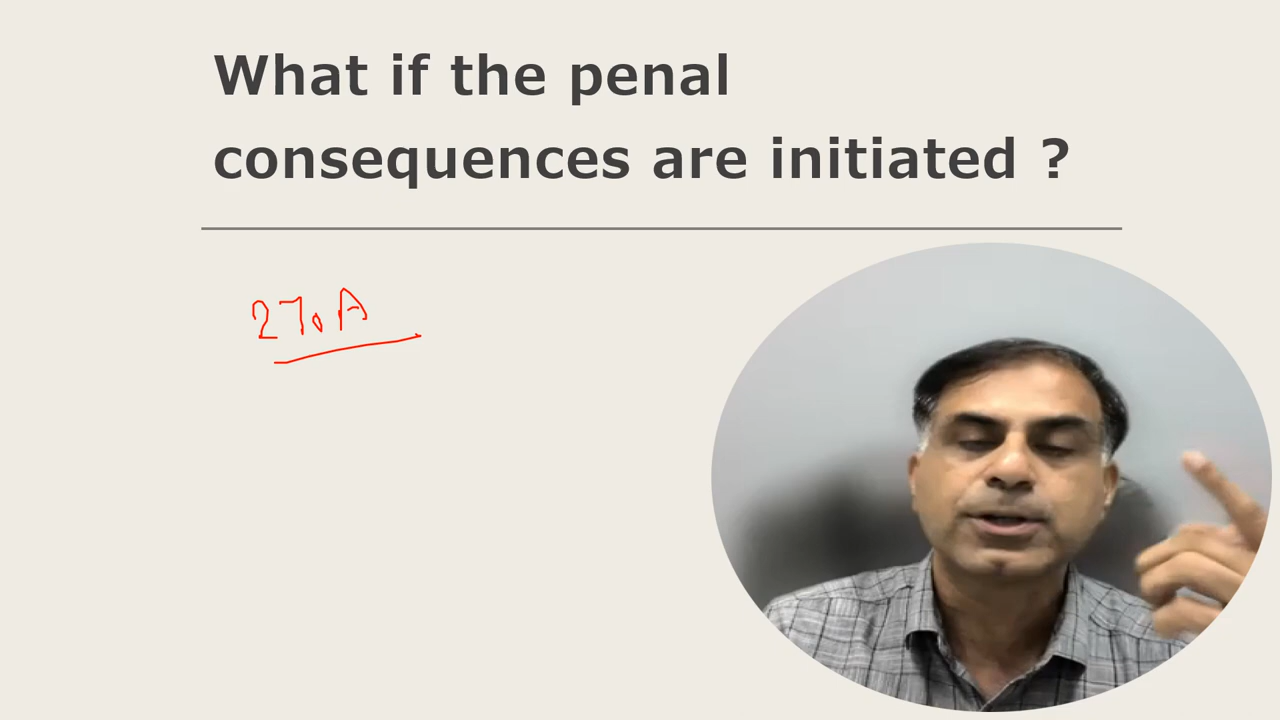 What if the penal
consequences are initiated ?
270A